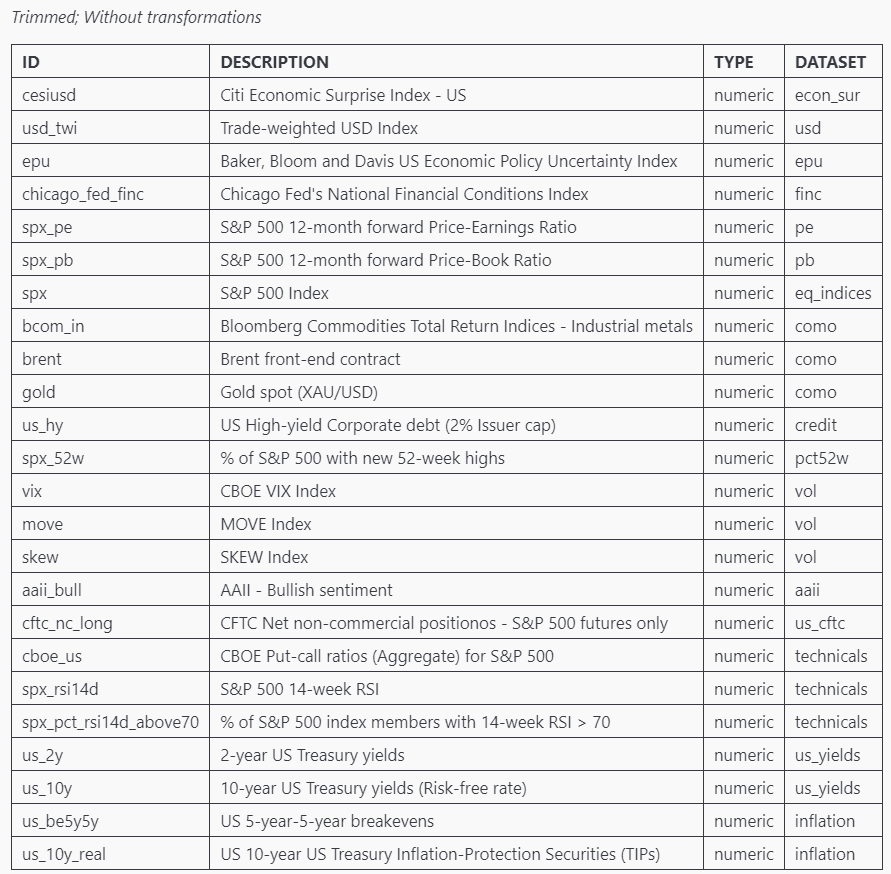 Trimmed; Without transformations
ID DESCRIPTION TYPE DATASET
cesiusd Citi Economic Surprise Index - US numeric econ_sur
usd_twi Trade-weighted USD Index numeric usd
epu Baker, Bloom and Davis US Economic Policy Uncertainty Index numeric epu
chicago_fed_finc Chicago Fed's National Financial Conditions Index numeric finc
spx_pe S&P 500 12-month forward Price-Earnings Ratio numeric pe
spx_pb S&P 500 12-month forward Price-Book Ratio numeric pb
spx S&P 500 Index numeric eq_indices
bcom_in Bloomberg Commodities Total Return Indices - Industrial metals numeric como
brent Brent front-end contract numeric como
gold Gold spot (XAU/USD) numeric como
us_hy US High-yield Corporate debt (2% Issuer cap) numeric credit
spx_52w % of S&P 500 with new 52-week highs numeric pct52w
vix CBOE VIX Index numeric vol
move MOVE Index numeric vol
skew SKEW Index numeric vol
aaii_bull AAII - Bullish sentiment numeric aaii
cftc_nc_long CFTC Net non-commercial positionos - S&P 500 futures only numeric us_cftc
cboe_us CBOE Put-call ratios (Aggregate) for S&P 500 numeric technicals
spx_rsi14d S&P 500 14-week RSI numeric technicals
spx_pct_rsi14d_above70 % of S&P 500 index members with 14-week RSI > 70 numeric technicals
us_2y 2-year US Treasury yields numeric us_yields
us_10y 10-year US Treasury yields (Risk-free rate) numeric us_yields
us_be5y5y US 5-year-5-year breakevens numeric inflation
us_10y_real US 10-year US Treasury Inflation-Protection Securities (TIPs) numeric inflation